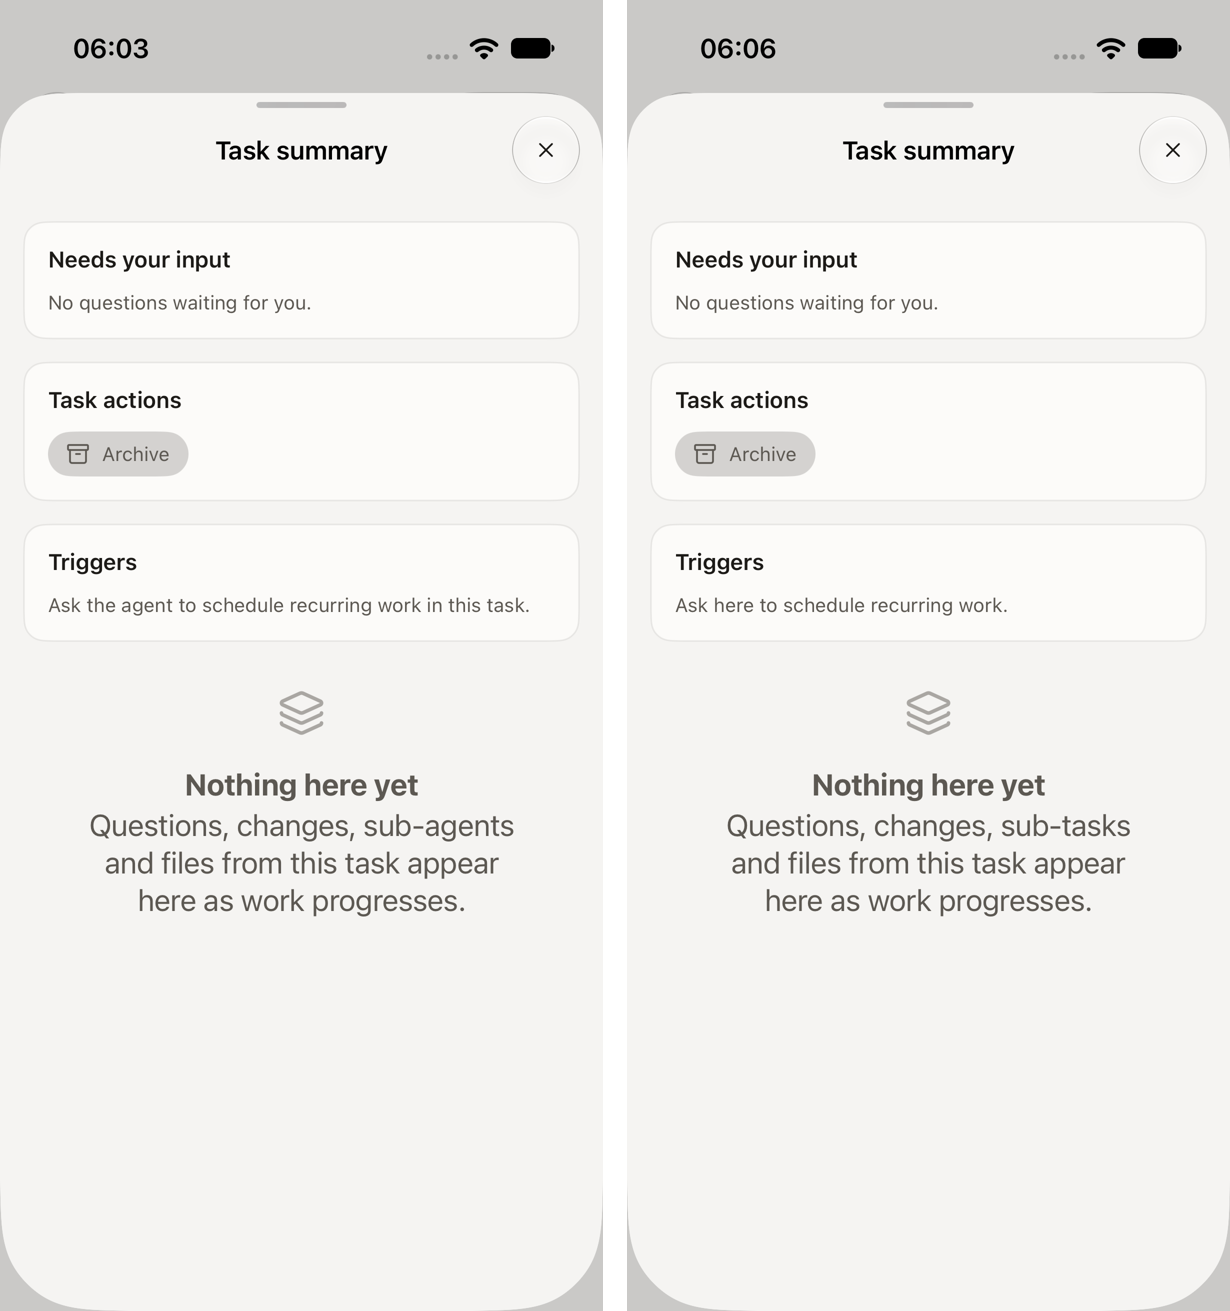 06:03
Task summary
Needs your input
No questions waiting for you.
Task actions
Archive
Triggers
Ask the agent to schedule recurring work in this task.
Nothing here yet
Questions, changes, sub-agents
and files from this task appear
here as work progresses.
06:06
Task summary
Needs your input
No questions waiting for you.
Task actions
Archive
Triggers
Ask here to schedule recurring work.
Nothing here yet
Questions, changes, sub-tasks
and files from this task appear
here as work progresses.